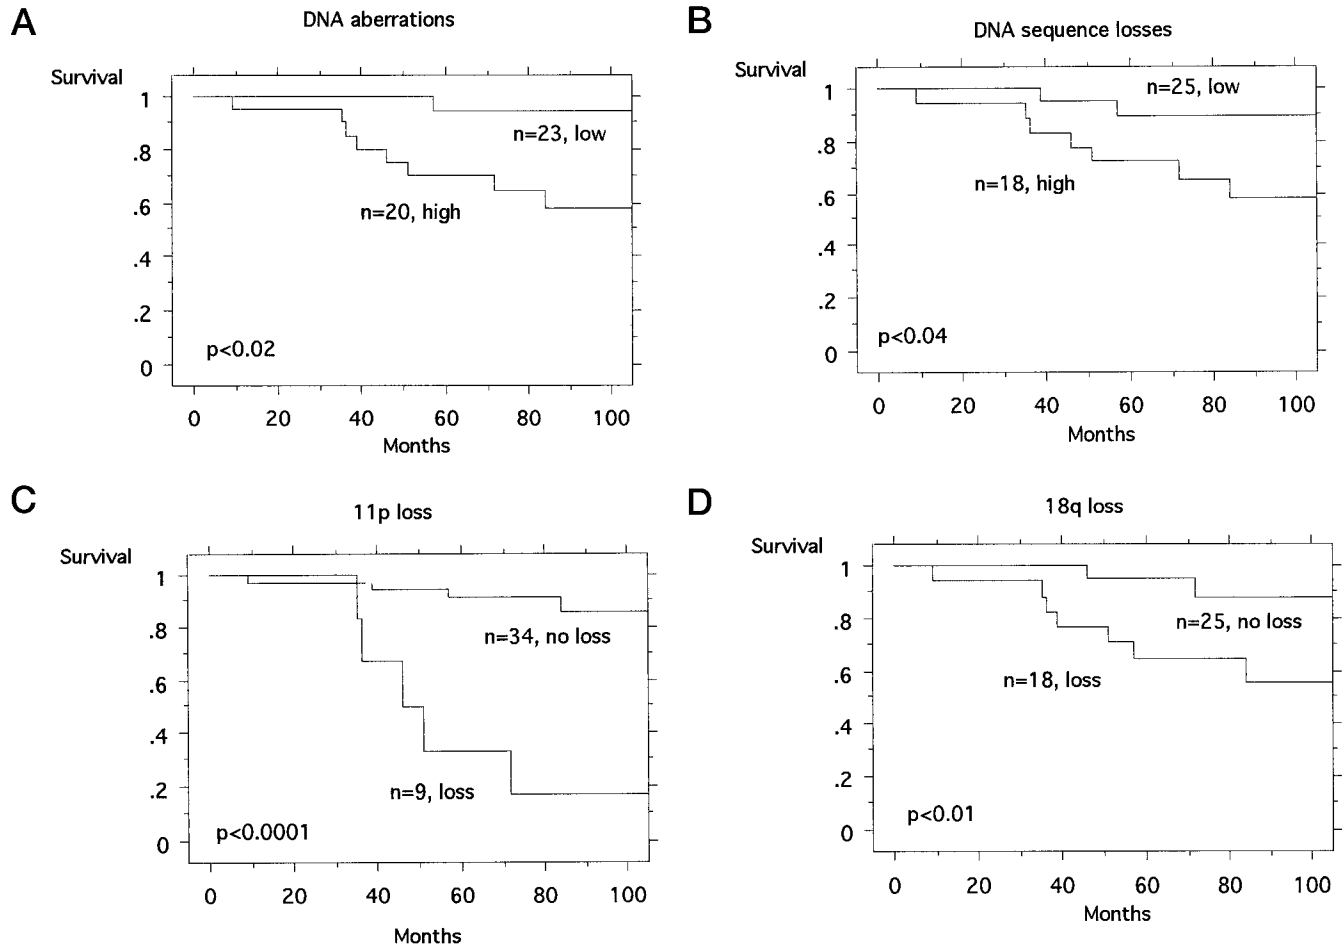 A
DNA aberrations
Survival
1
.8
.6
.4
.2
0
n=23, low
n=20, high
p<0.02
0 20 40 60 80 100
Months
B
DNA sequence losses
Survival
1
.8
.6
.4
.2
0
n=25, low
n=18, high
p<0.04
0 20 40 60 80 100
Months
C
11p loss
Survival
1
.8
.6
.4
.2
0
n=34, no loss
n=9, loss
p<0.0001
0 20 40 60 80 100
Months
D
18q loss
Survival
1
.8
.6
.4
.2
0
n=25, no loss
n=18, loss
p<0.01
0 20 40 60 80 100
Months